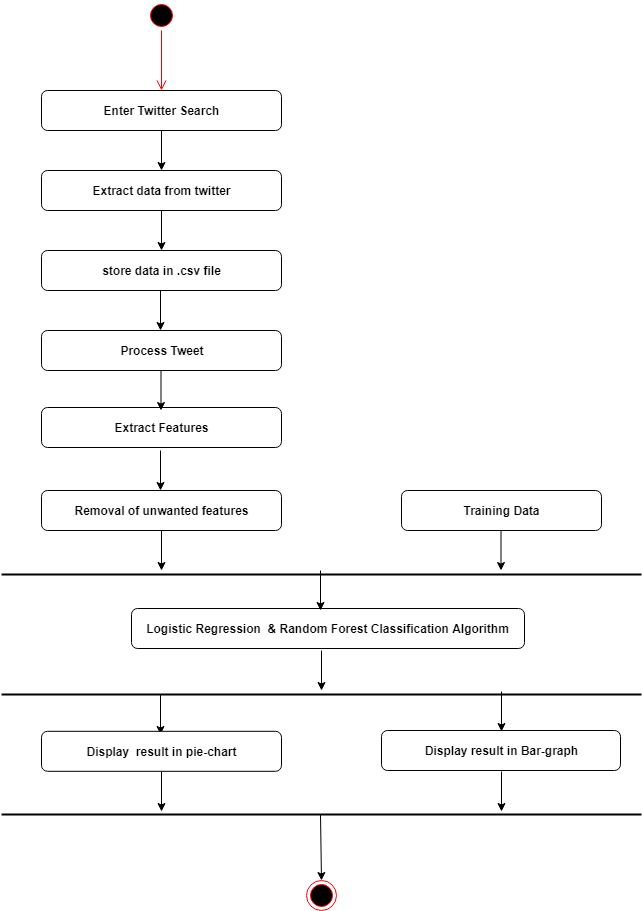 Enter Twitter Search
Extract data from twitter
store data in .csv file
Process Tweet
Extract Features
Removal of unwanted features
Training Data
Logistic Regression  & Random Forest Classification Algorithm
Display  result in pie-chart
Display result in Bar-graph